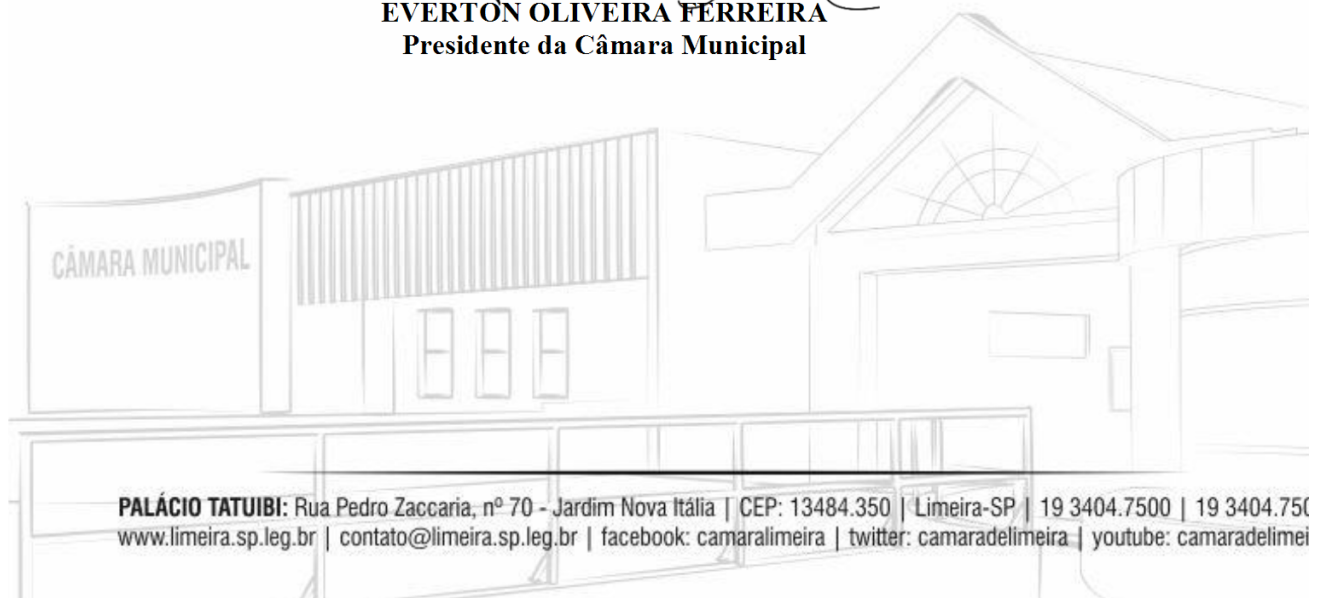 EVERTON OLIVEIRA FERREIRA
Presidente da Câmara Municipal
CÂMARA MUNICIPAL
PALÁCIO TATUIBI: Rua Pedro Zaccaria, nº 70 - Jardim Nova Itália | CEP: 13484.350 | Limeira-SP | 19 3404.7500 | 19 3404.750
www.limeira.sp.leg.br | contato@limeira.sp.leg.br | facebook: camaralimeira | twitter: camaradelimeira | youtube: camaradelimei